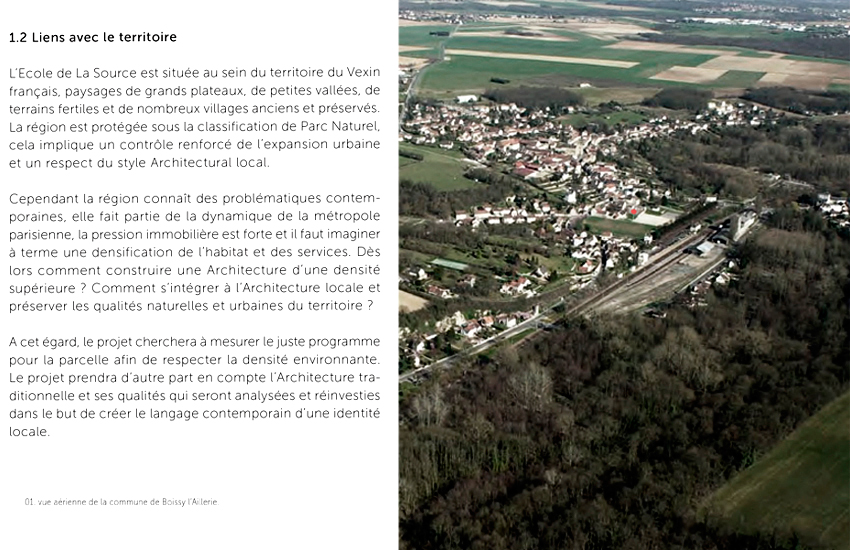 1.2 Liens avec le territoire
L'Ecole de La Source est située au sein du territoire du Vexin
français, paysages de grands plateaux, de petites vallées, de
terrains fertiles et de nombreux villages anciens et préservés.
La région est protégée sous la classification de Parc Naturel,
cela implique un contrôle renforcé de l'expansion urbaine
et un respect du style Architectural local.
Cependant la région connaît des problématiques contem-
poraines, elle fait partie de la dynamique de la métropole
parisienne, la pression immobilière est forte et il faut imaginer
à terme une densification de l'habitat et des services. Dès
lors comment construire une Architecture d'une densité
supérieure ? Comment s'intégrer à l'Architecture locale et
préserver les qualités naturelles et urbaines du territoire ?
A cet égard, le projet cherchera à mesurer le juste programme
pour la parcelle afin de respecter la densité environnante.
Le projet prendra d'autre part en compte l'Architecture tra-
ditionnelle et ses qualités qui seront analysées et réinvesties
dans le but de créer le langage contemporain d'une identité
locale.
01. vue aérienne de la commune de Boissy l'Aillerie.